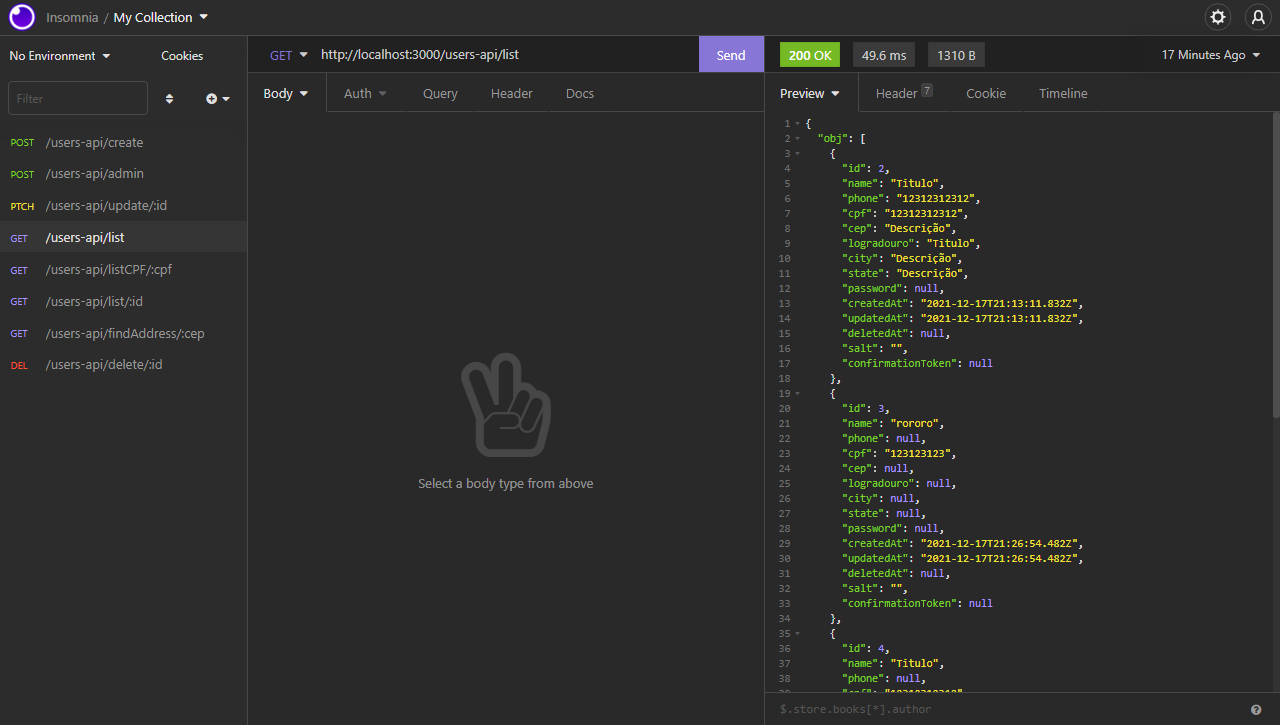 Insomnia / My Collection
No Environment
Cookies
GET http://localhost:3000/users-api/list
Send
200 OK
49.6 ms
1310 B
17 Minutes Ago
Filter
Body
Auth
Query
Header
Docs
Preview
Header 7
Cookie
Timeline
POST /users-api/create
POST /users-api/admin
PTCH /users-api/update/:id
GET /users-api/list
GET /users-api/listCPF/:cpf
GET /users-api/list/:id
GET /users-api/findAddress/:cep
DEL /users-api/delete/:id
Select a body type from above
1 {
2 "obj": [
3 {
4 "id": 2,
5 "name": "Titulo",
6 "phone": "12312312312",
7 "cpf": "12312312312",
8 "cep": "Descrição",
9 "logradouro": "Titulo",
10 "city": "Descrição",
11 "state": "Descrição",
12 "password": null,
13 "createdAt": "2021-12-17T21:13:11.832Z",
14 "updatedAt": "2021-12-17T21:13:11.832Z",
15 "deletedAt": null,
16 "salt": "",
17 "confirmationToken": null
18 },
19 {
20 "id": 3,
21 "name": "rororo",
22 "phone": null,
23 "cpf": "123123123",
24 "cep": null,
25 "logradouro": null,
26 "city": null,
27 "state": null,
28 "password": null,
29 "createdAt": "2021-12-17T21:26:54.482Z",
30 "updatedAt": "2021-12-17T21:26:54.482Z",
31 "deletedAt": null,
32 "salt": "",
33 "confirmationToken": null
34 },
35 {
36 "id": 4,
37 "name": "Titulo",
38 "phone": null,
$.store.books[*].author